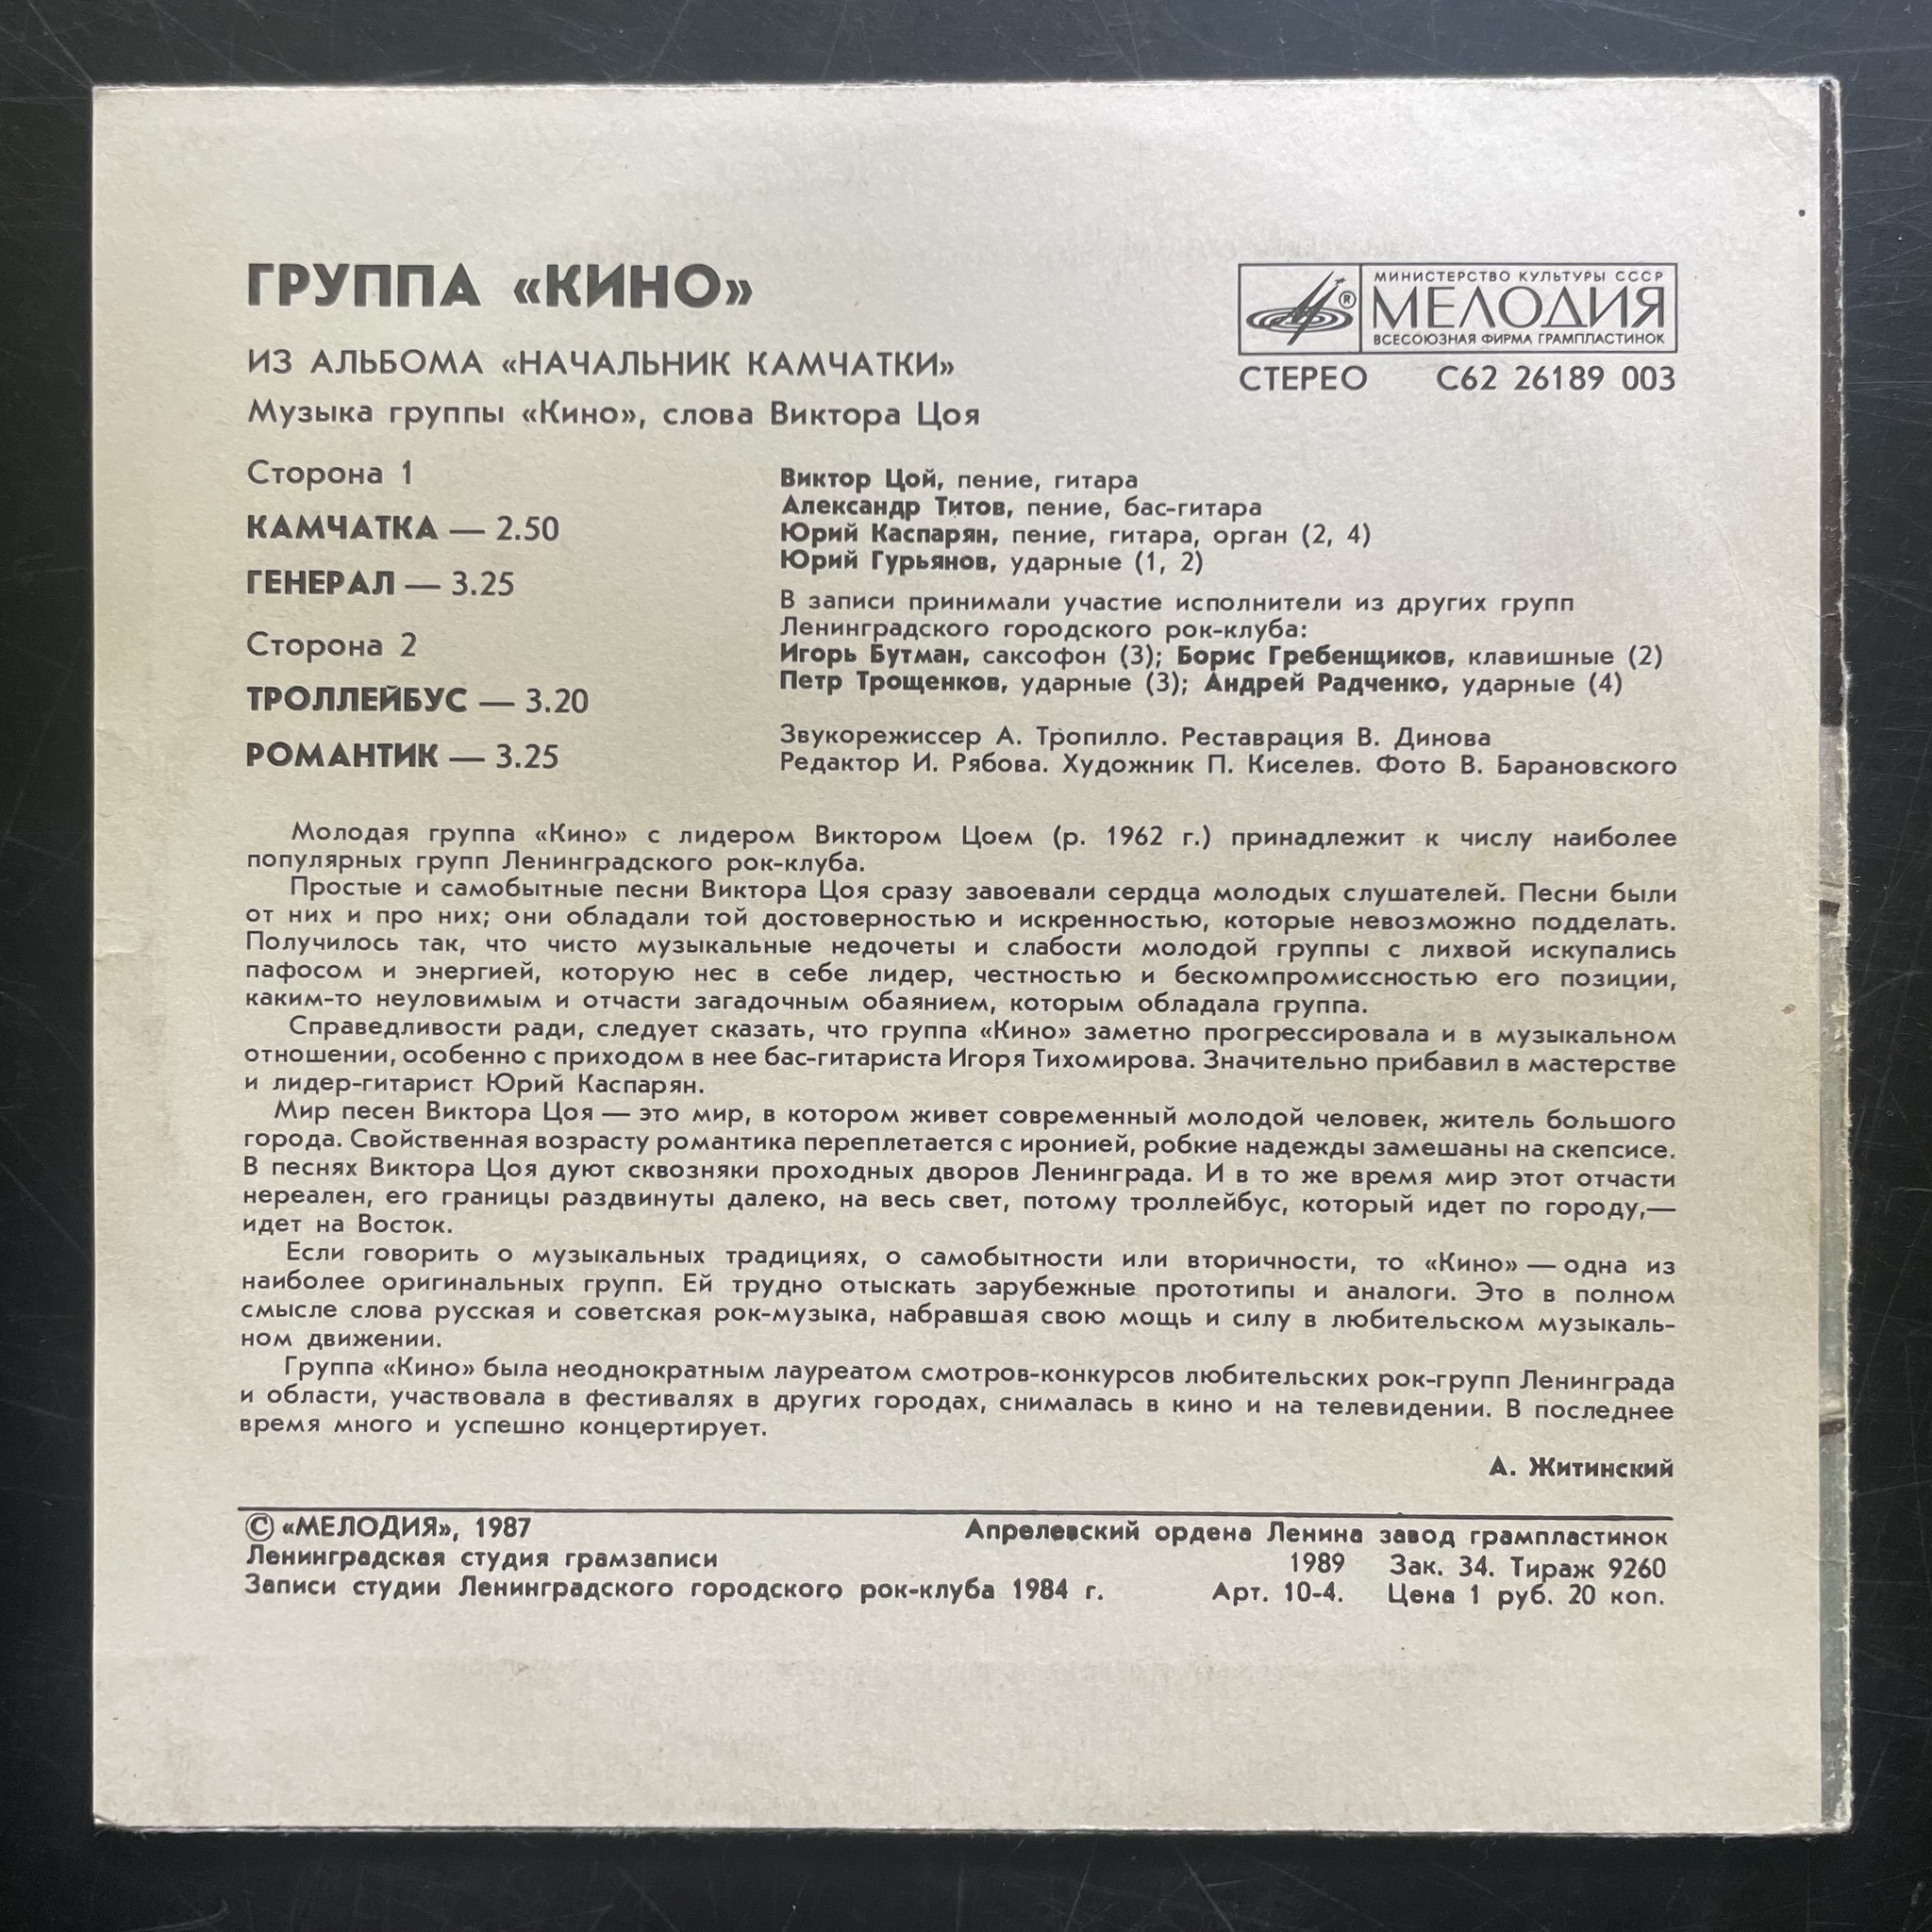 ГРУППА «КИНО»
ИЗ АЛЬБОМА «НАЧАЛЬНИК КАМЧАТКИ»
Музыка группы «Кино», слова Виктора Цоя
МИНИСТЕРСТВО КУЛЬТУРЫ СССР
МЕЛОДИЯ
ВСЕСОЮЗНАЯ ФИРМА ГРАМПЛАСТИНОК
®
СТЕРЕО С62 26189 003
Сторона 1
КАМЧАТКА — 2.50
ГЕНЕРАЛ — 3.25
Сторона 2
ТРОЛЛЕЙБУС — 3.20
РОМАНТИК — 3.25
Виктор Цой, пение, гитара
Александр Титов, пение, бас-гитара
Юрий Каспарян, пение, гитара, орган (2, 4)
Юрий Гурьянов, ударные (1, 2)
В записи принимали участие исполнители из других групп
Ленинградского городского рок-клуба:
Игорь Бутман, саксофон (3); Борис Гребенщиков, клавишные (2)
Петр Трощенков, ударные (3); Андрей Радченко, ударные (4)
Звукорежиссер А. Тропилло. Реставрация В. Динова
Редактор И. Рябова. Художник П. Киселев. Фото В. Барановского
Молодая группа «Кино» с лидером Виктором Цоем (р. 1962 г.) принадлежит к числу наиболее
популярных групп Ленинградского рок-клуба.
Простые и самобытные песни Виктора Цоя сразу завоевали сердца молодых слушателей. Песни были
от них и про них; они обладали той достоверностью и искренностью, которые невозможно подделать.
Получилось так, что чисто музыкальные недочеты и слабости молодой группы с лихвой искупались
пафосом и энергией, которую нес в себе лидер, честностью и бескомпромиссностью его позиции,
каким-то неуловимым и отчасти загадочным обаянием, которым обладала группа.
Справедливости ради, следует сказать, что группа «Кино» заметно прогрессировала и в музыкальном
отношении, особенно с приходом в нее бас-гитариста Игоря Тихомирова. Значительно прибавил в мастерстве
и лидер-гитарист Юрий Каспарян.
Мир песен Виктора Цоя — это мир, в котором живет современный молодой человек, житель большого
города. Свойственная возрасту романтика переплетается с иронией, робкие надежды замешаны на скепсисе.
В песнях Виктора Цоя дуют сквозняки проходных дворов Ленинграда. И в то же время мир этот отчасти
нереален, его границы раздвинуты далеко, на весь свет, потому троллейбус, который идет по городу,—
идет на Восток.
Если говорить о музыкальных традициях, о самобытности или вторичности, то «Кино» — одна из
наиболее оригинальных групп. Ей трудно отыскать зарубежные прототипы и аналоги. Это в полном
смысле слова русская и советская рок-музыка, набравшая свою мощь и силу в любительском музыкаль-
ном движении.
Группа «Кино» была неоднократным лауреатом смотров-конкурсов любительских рок-групп Ленинграда
и области, участвовала в фестивалях в других городах, снималась в кино и на телевидении. В последнее
время много и успешно концертирует.
А. Житинский
© «МЕЛОДИЯ», 1987
Ленинградская студия грамзаписи
Записи студии Ленинградского городского рок-клуба 1984 г.
Апрелевский ордена Ленина завод грампластинок
1989 Зак. 34. Тираж 9260
Арт. 10-4. Цена 1 руб. 20 коп.